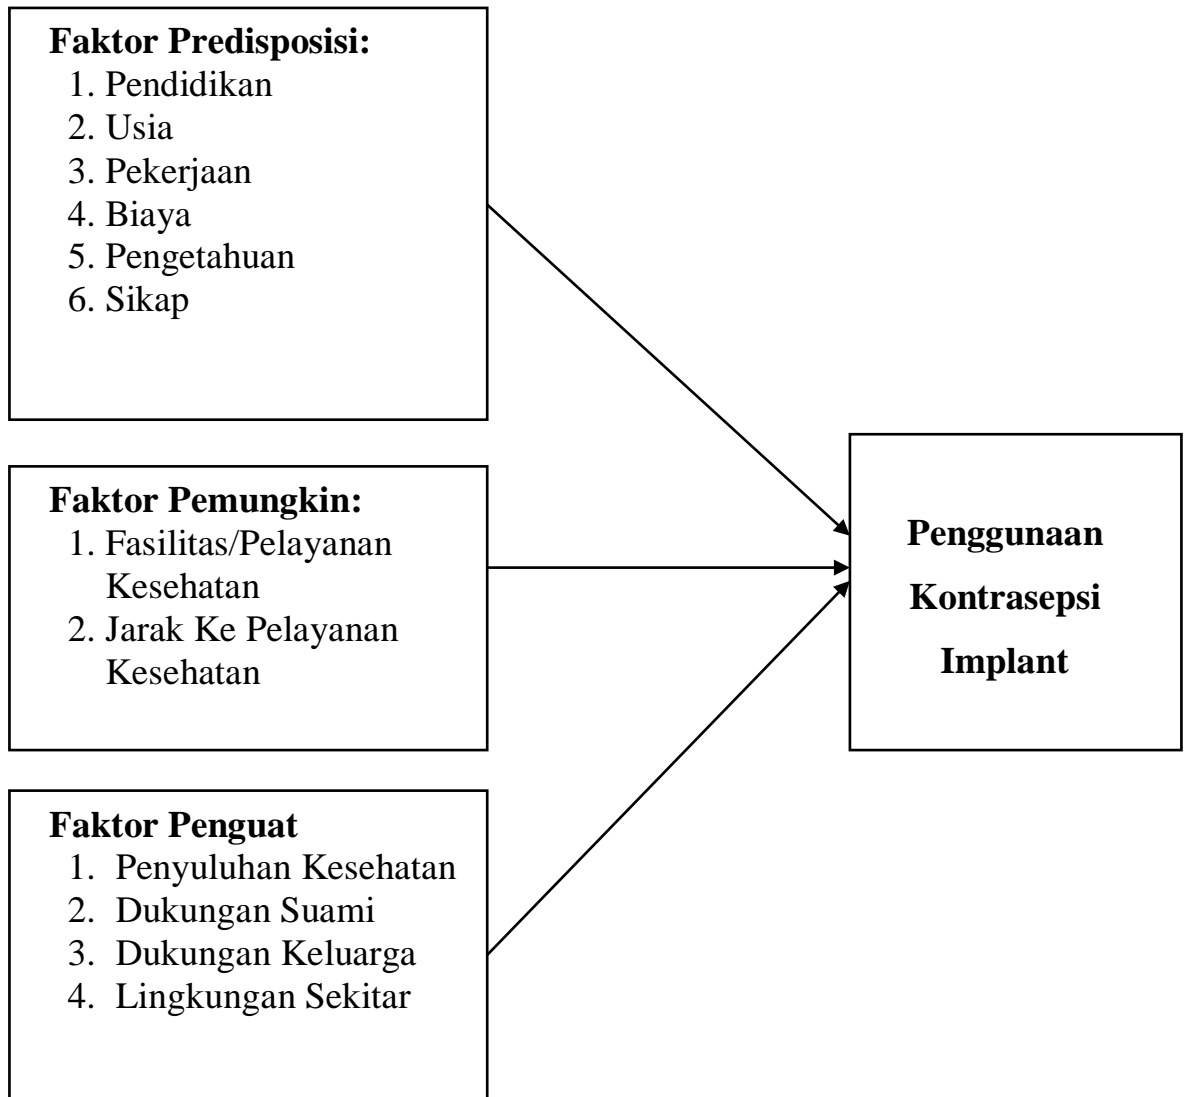 Faktor Predisposisi:
1. Pendidikan
2. Usia
3. Pekerjaan
4. Biaya
5. Pengetahuan
6. Sikap
Faktor Pemungkin:
1. Fasilitas/Pelayanan
Kesehatan
2. Jarak Ke Pelayanan
Kesehatan
Faktor Penguat
1. Penyuluhan Kesehatan
2. Dukungan Suami
3. Dukungan Keluarga
4. Lingkungan Sekitar
Penggunaan
Kontrasepsi
Implant